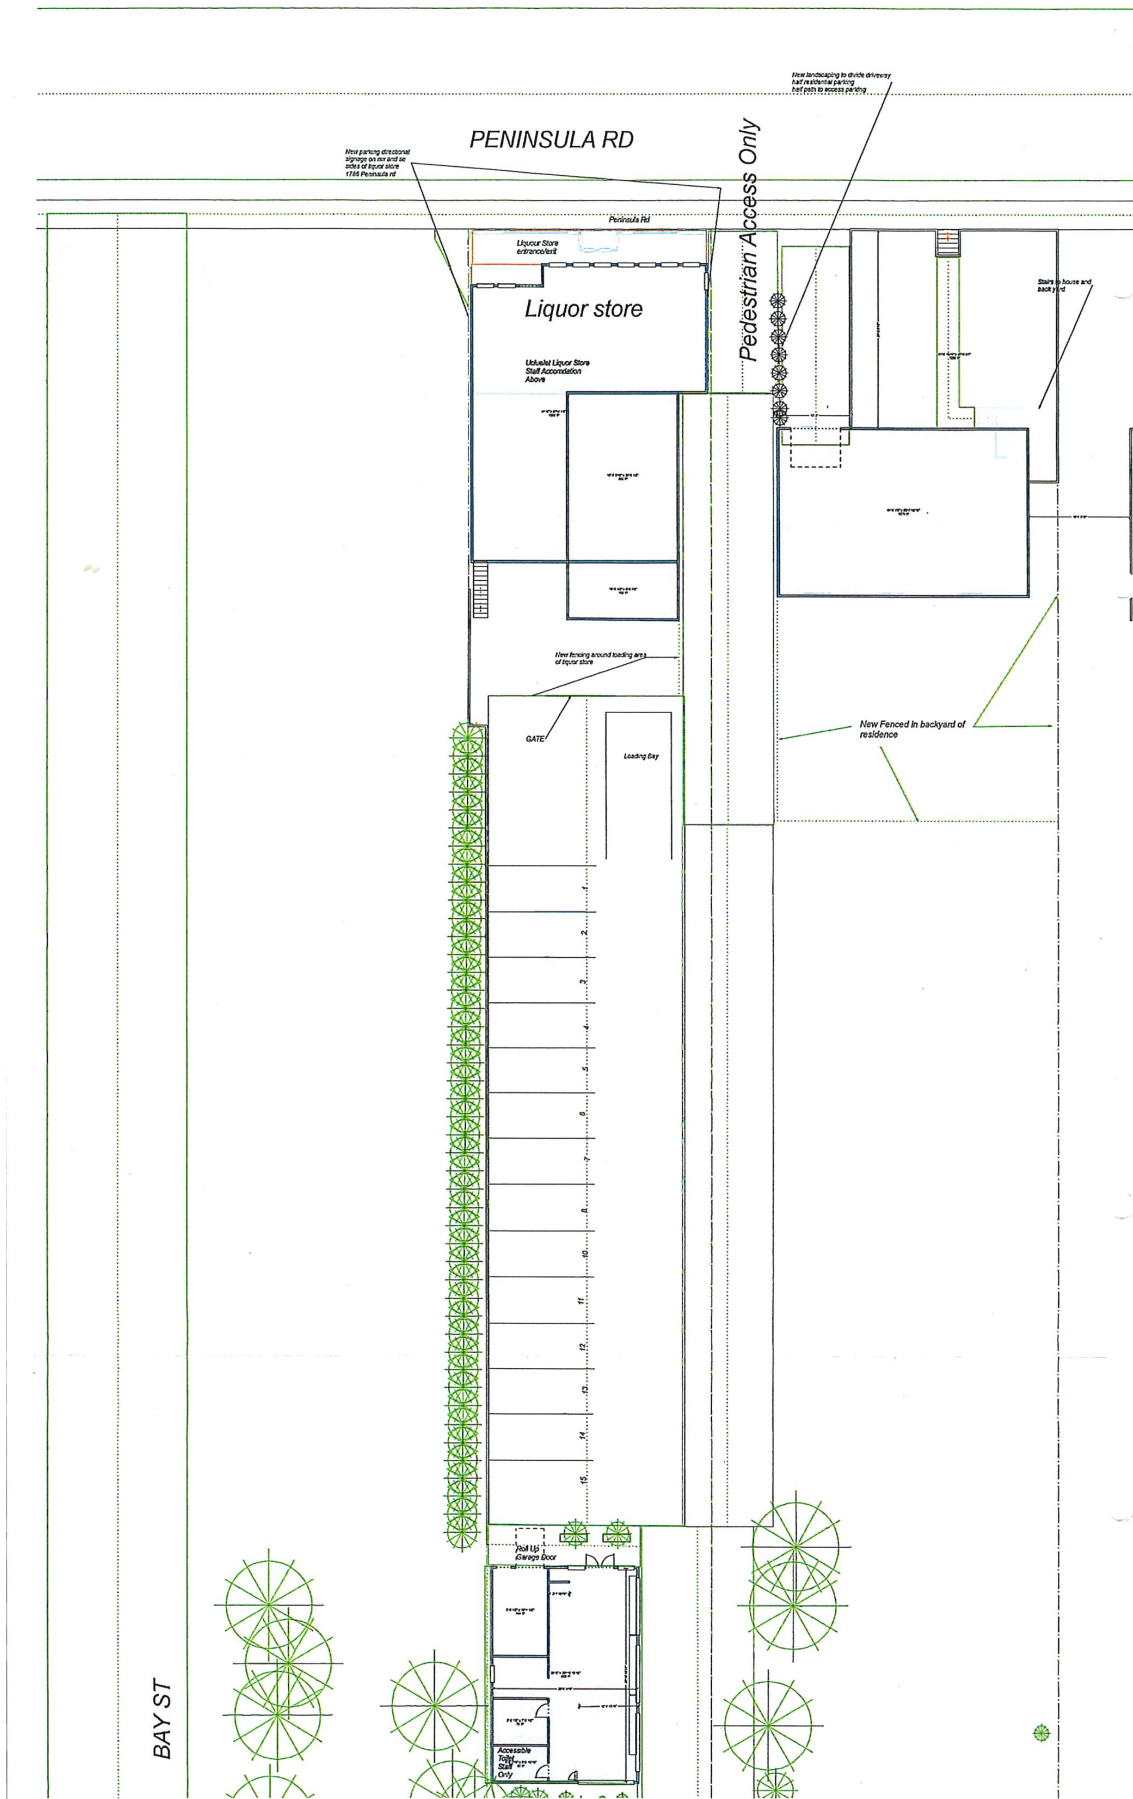 New landscaping to divide driveway
half residential parking
half path to access parking
PENINSULA RD
Pedestrian Access Only
New parking directional
signage on nw and se
sides of liquor store
1786 Peninsula rd
Peninsula Rd
Liquour Store
entrance/exit
Liquor store
Stairs to house and
back yard
Ucluelet Liquor Store
Staff Accomdation
Above
New fencing around loading area
of liquor store
GATE
Loading Bay
New Fenced in backyard of
residence
1
2
3
4
5
6
7
8
10
11
12
13
14
15
Roll Up
Garage Door
BAY ST
Accessible
Toilet
Staff
Only